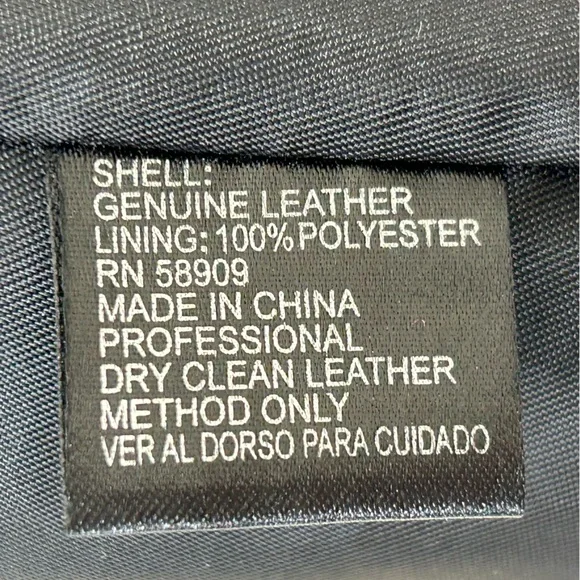 SHELL:
GENUINE LEATHER
LINING: 100% POLYESTER
RN 58909
MADE IN CHINA
PROFESSIONAL
DRY CLEAN LEATHER
METHOD ONLY
VER AL DORSO PARA CUIDADO